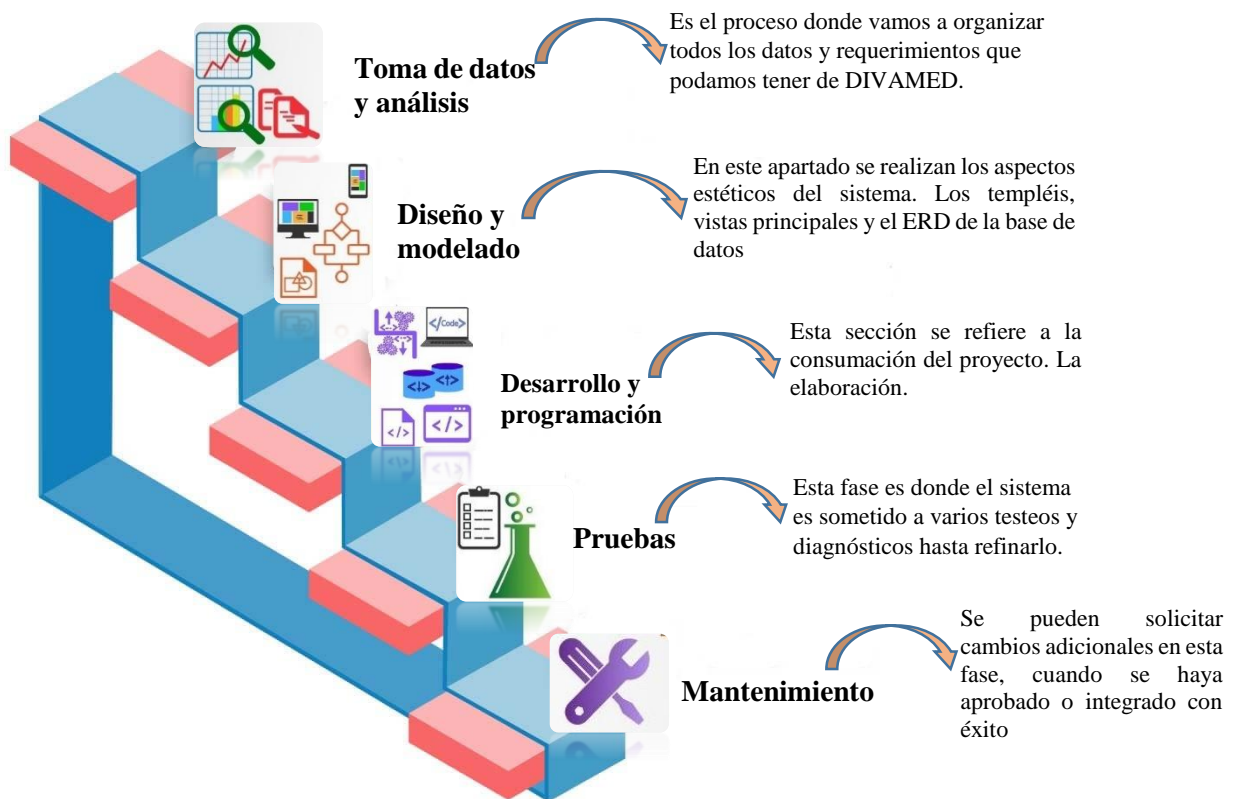 Toma de datos
y análisis
Es el proceso donde vamos a organizar
todos los datos y requerimientos que
podamos tener de DIVAMED.
Diseño y
modelado
En este apartado se realizan los aspectos
estéticos del sistema. Los templéis,
vistas principales y el ERD de la base de
datos
</Code>
<··>
<··>
<↓>
<↑>
</>
</>
Desarrollo y
programación
Esta sección se refiere a la
consumación del proyecto. La
elaboración.
Pruebas
Esta fase es donde el sistema
es sometido a varios testeos y
diagnósticos hasta refinarlo.
Mantenimiento
Se pueden solicitar
cambios adicionales en esta
fase, cuando se haya
aprobado o integrado con
éxito